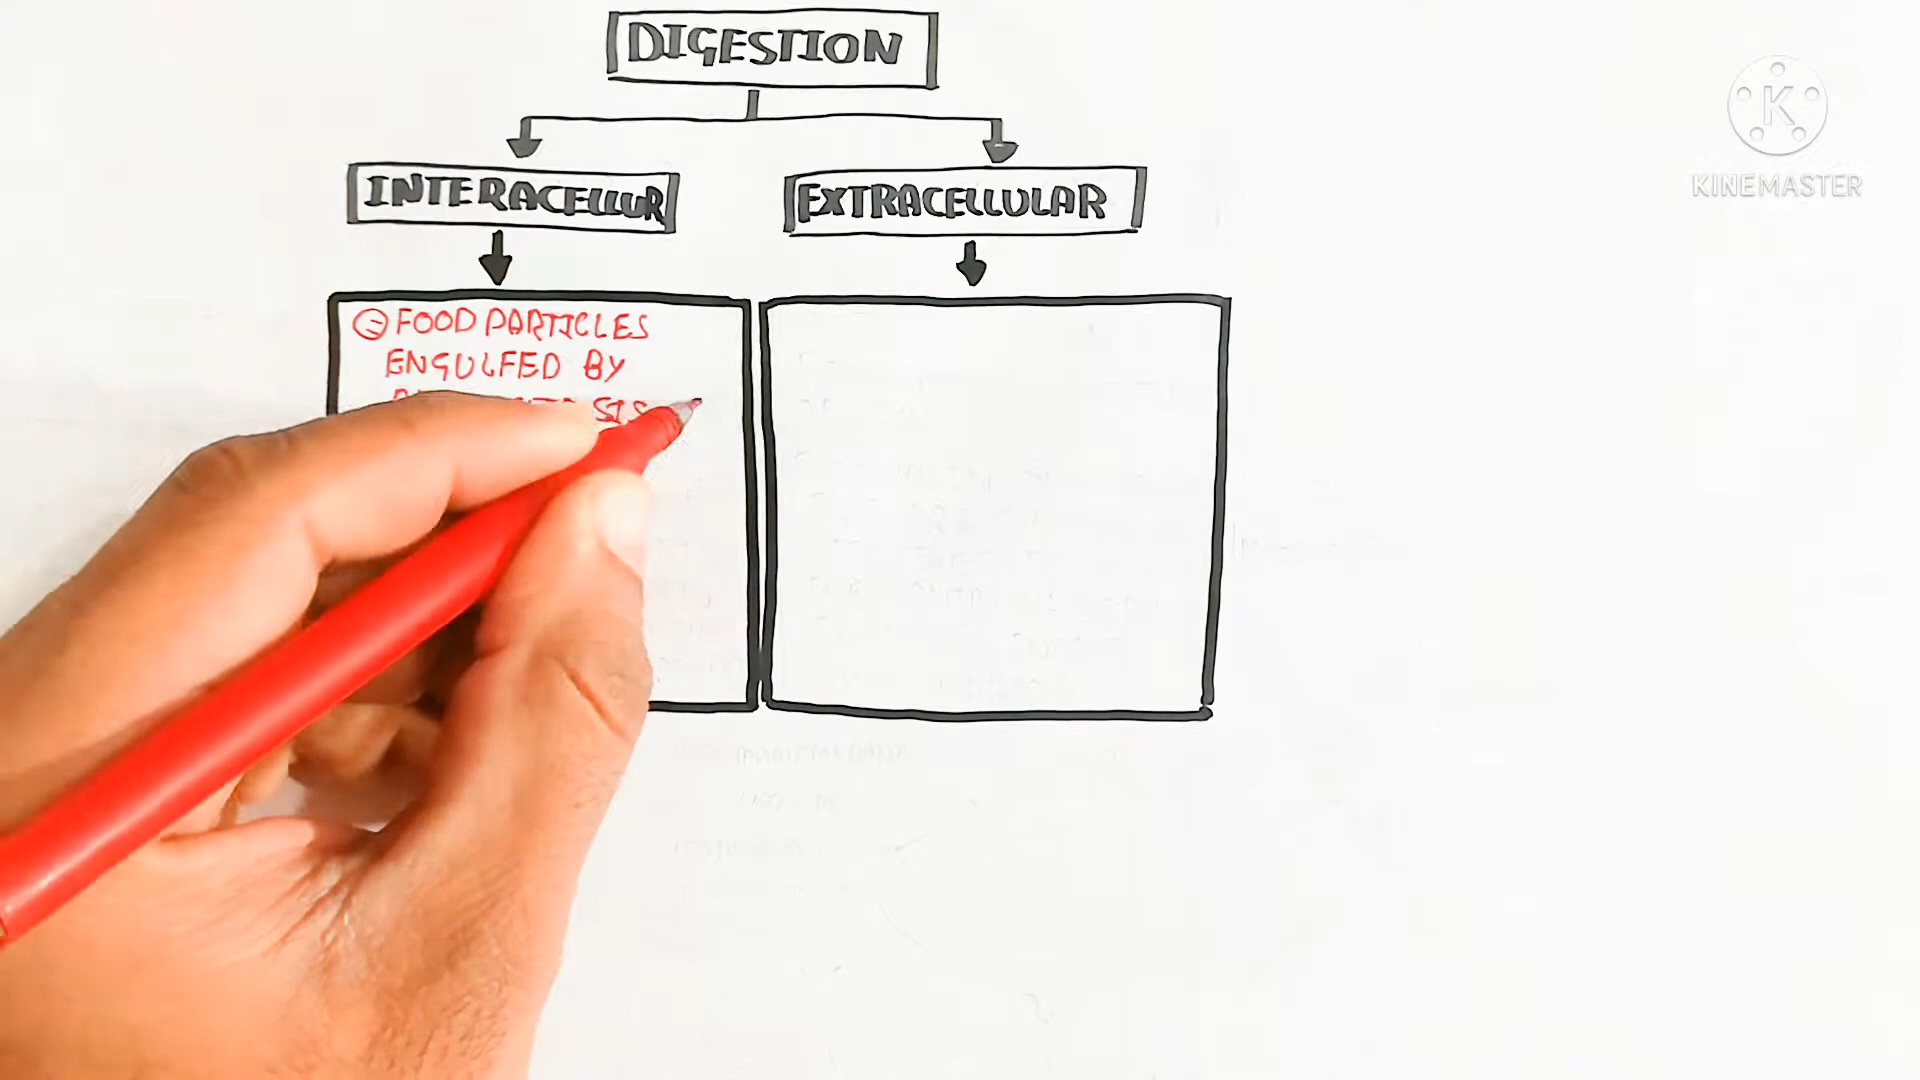 DIGESTION
INTERACELLUR
EXTRACELLULAR
FOOD PARTICLES
ENGULFED BY
KINEMASTER